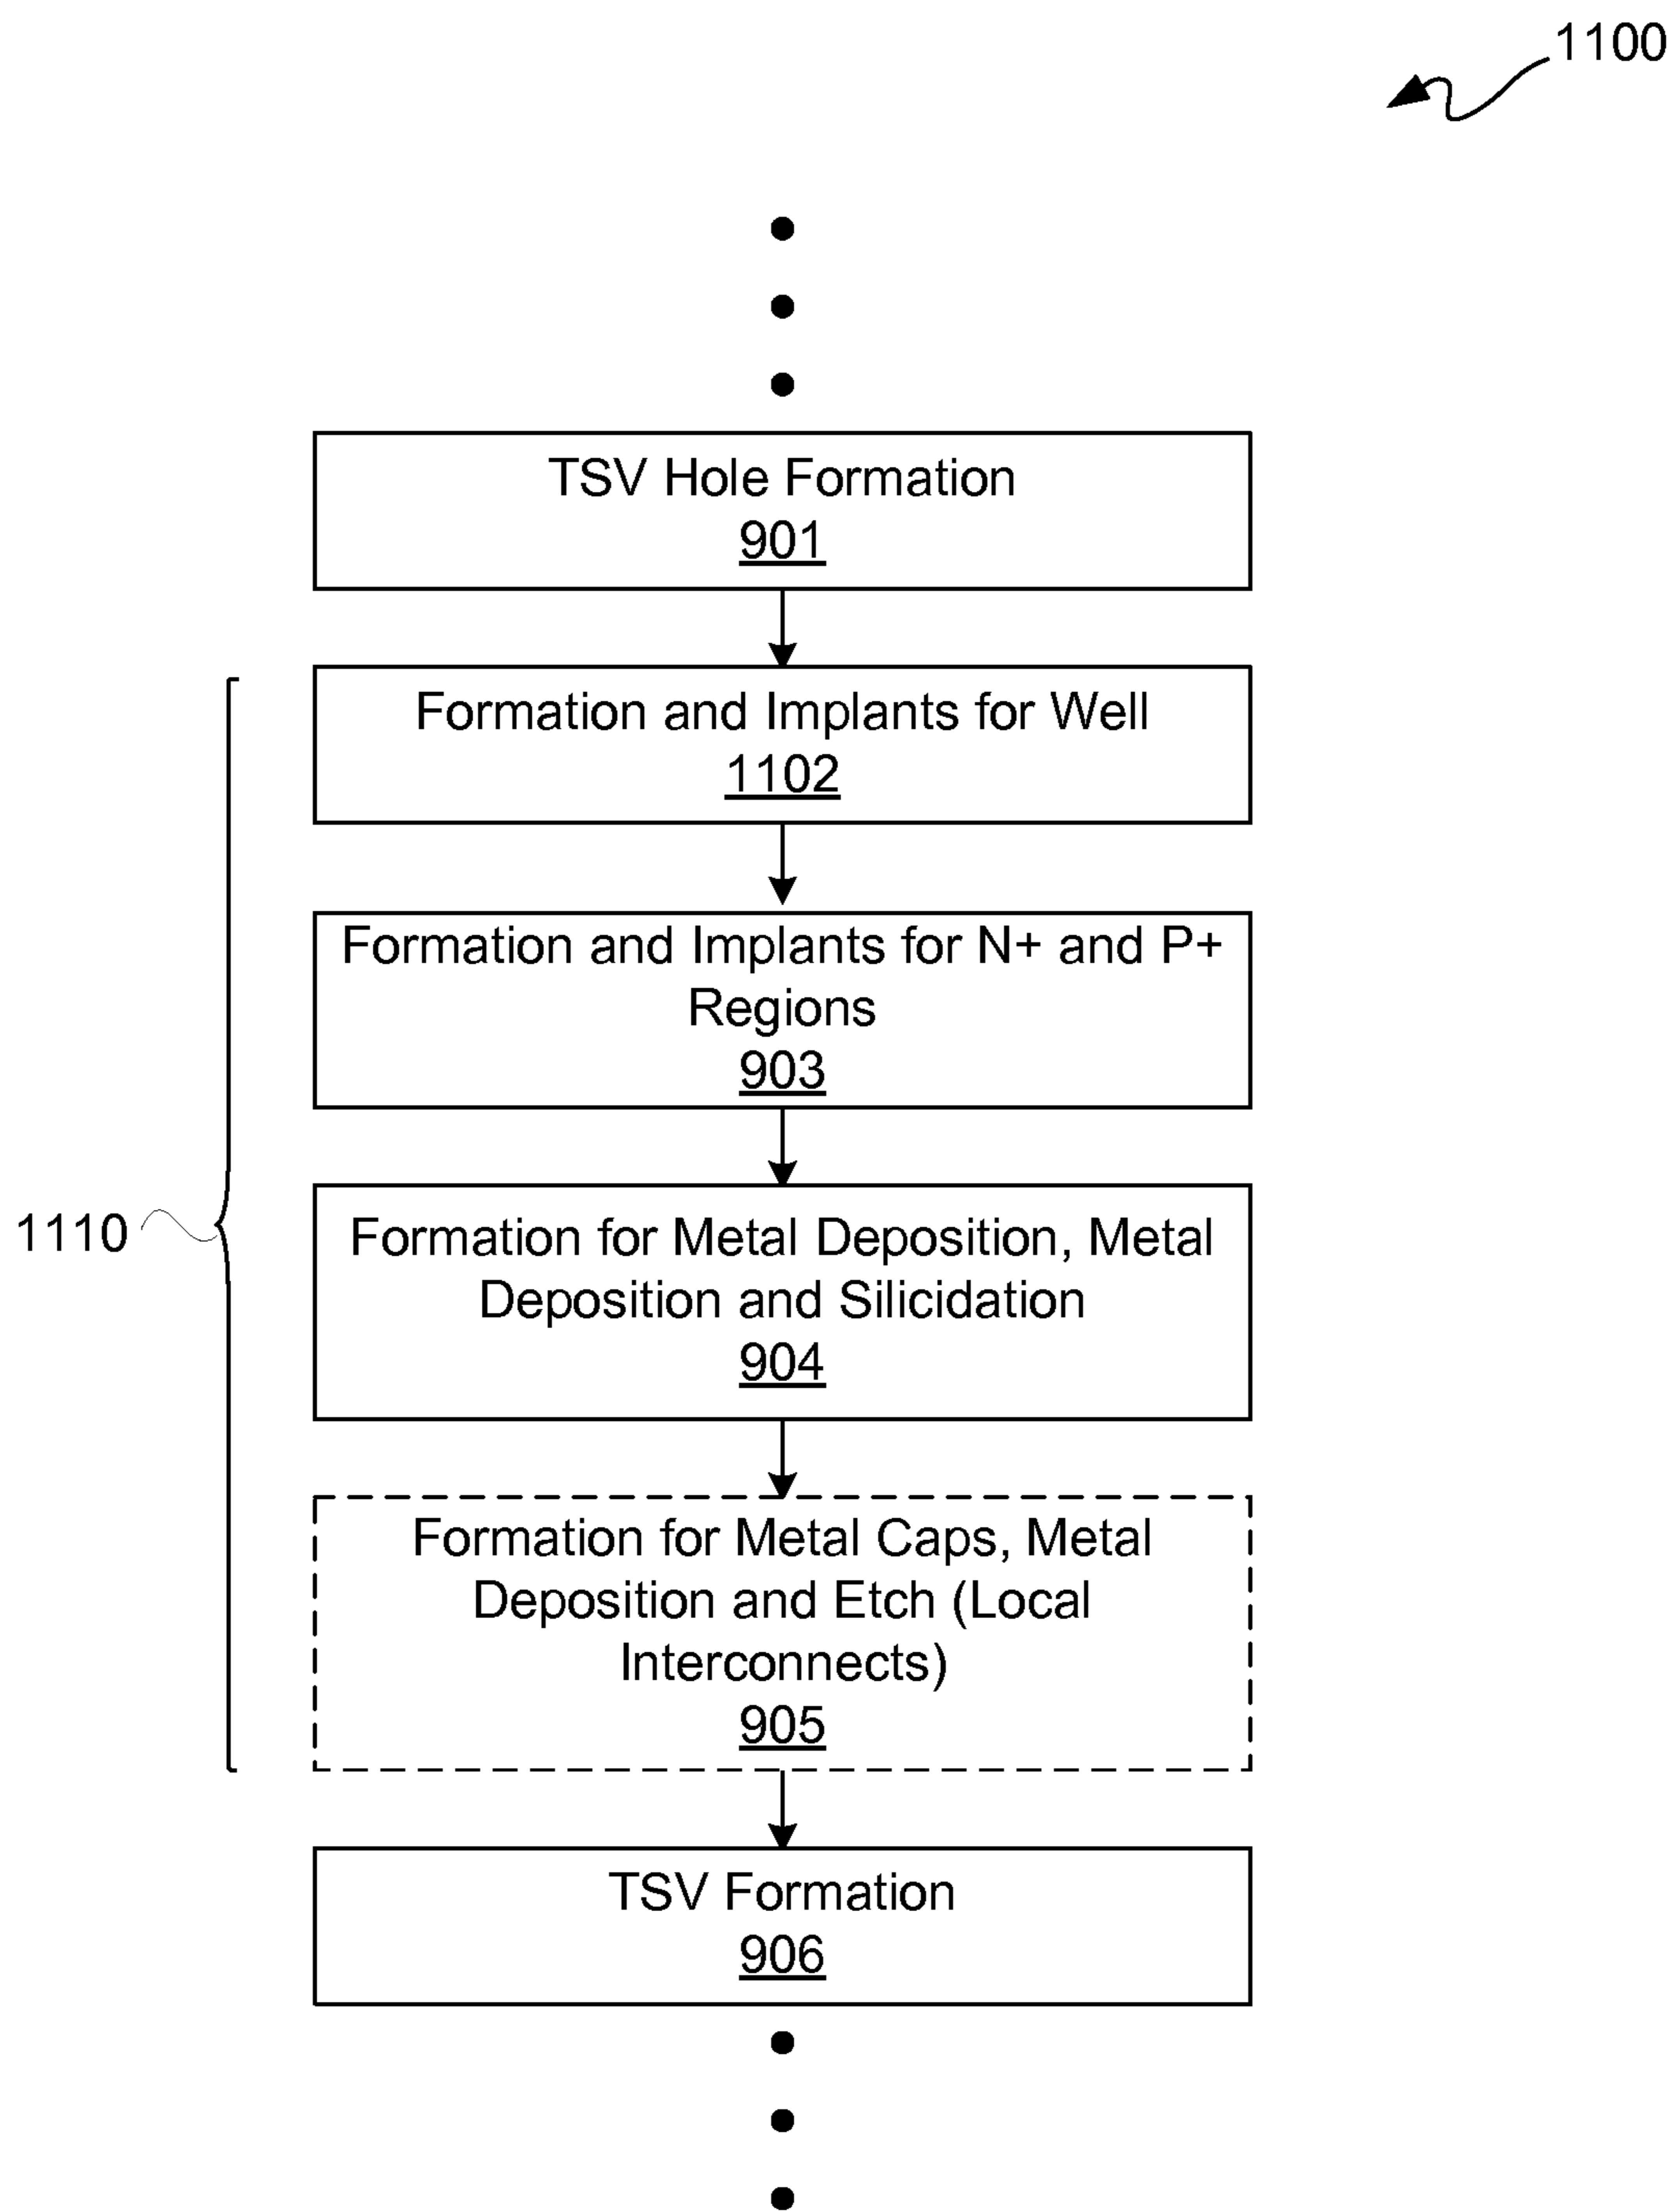 1100
TSV Hole Formation
901
Formation and Implants for Well
1102
Formation and Implants for N+ and P+
Regions
903
1110
Formation for Metal Deposition, Metal
Deposition and Silicidation
904
Formation for Metal Caps, Metal
Deposition and Etch (Local
Interconnects)
905
TSV Formation
906